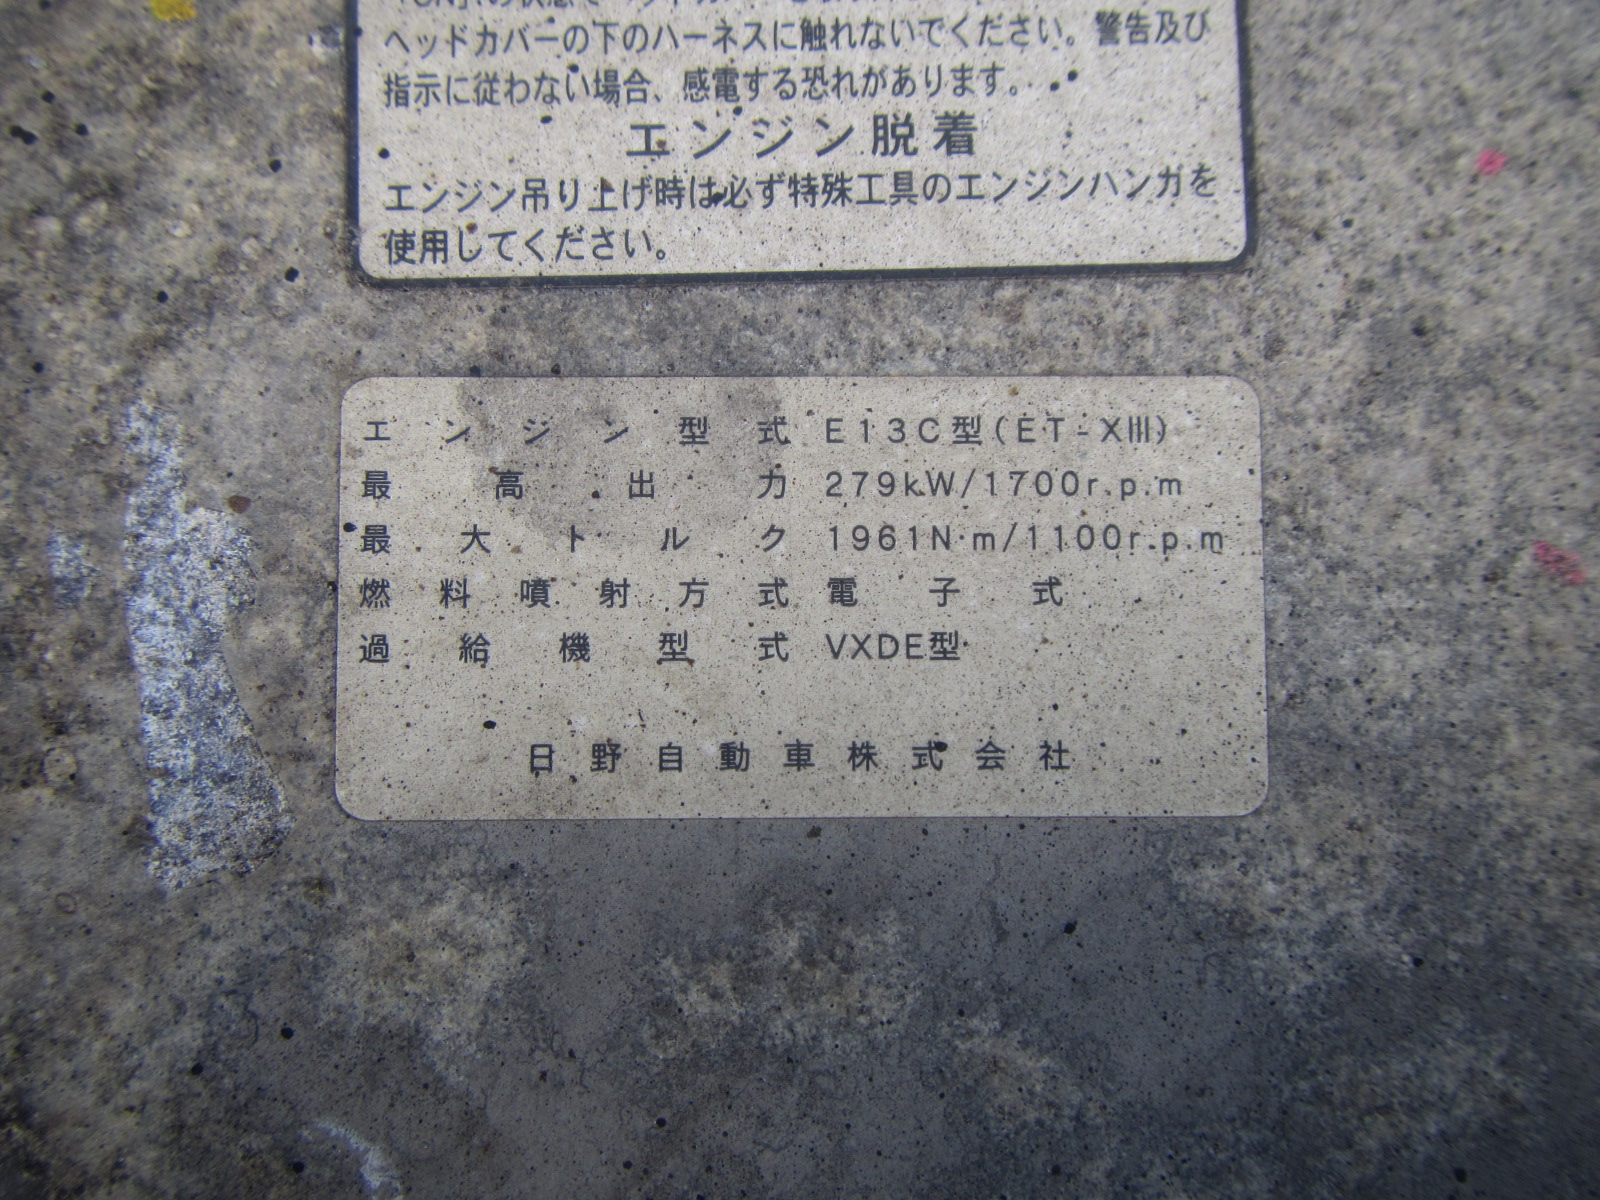 ヘッドカバーの下のハーネスに触れないでください。警告及び
指示に従わない場合、感電する恐れがあります。
エンジン脱着
エンジン吊り上げ時は必ず特殊工具のエンジンハンガを
使用してください。
エンジン型式 E13C型(ET-XIII)
最高出力 279kW/1700r.p.m
最大トルク 1961N·m/1100r.p.m
燃料噴射方式 電子式
過給機型式 VXDE型
日野自動車株式会社